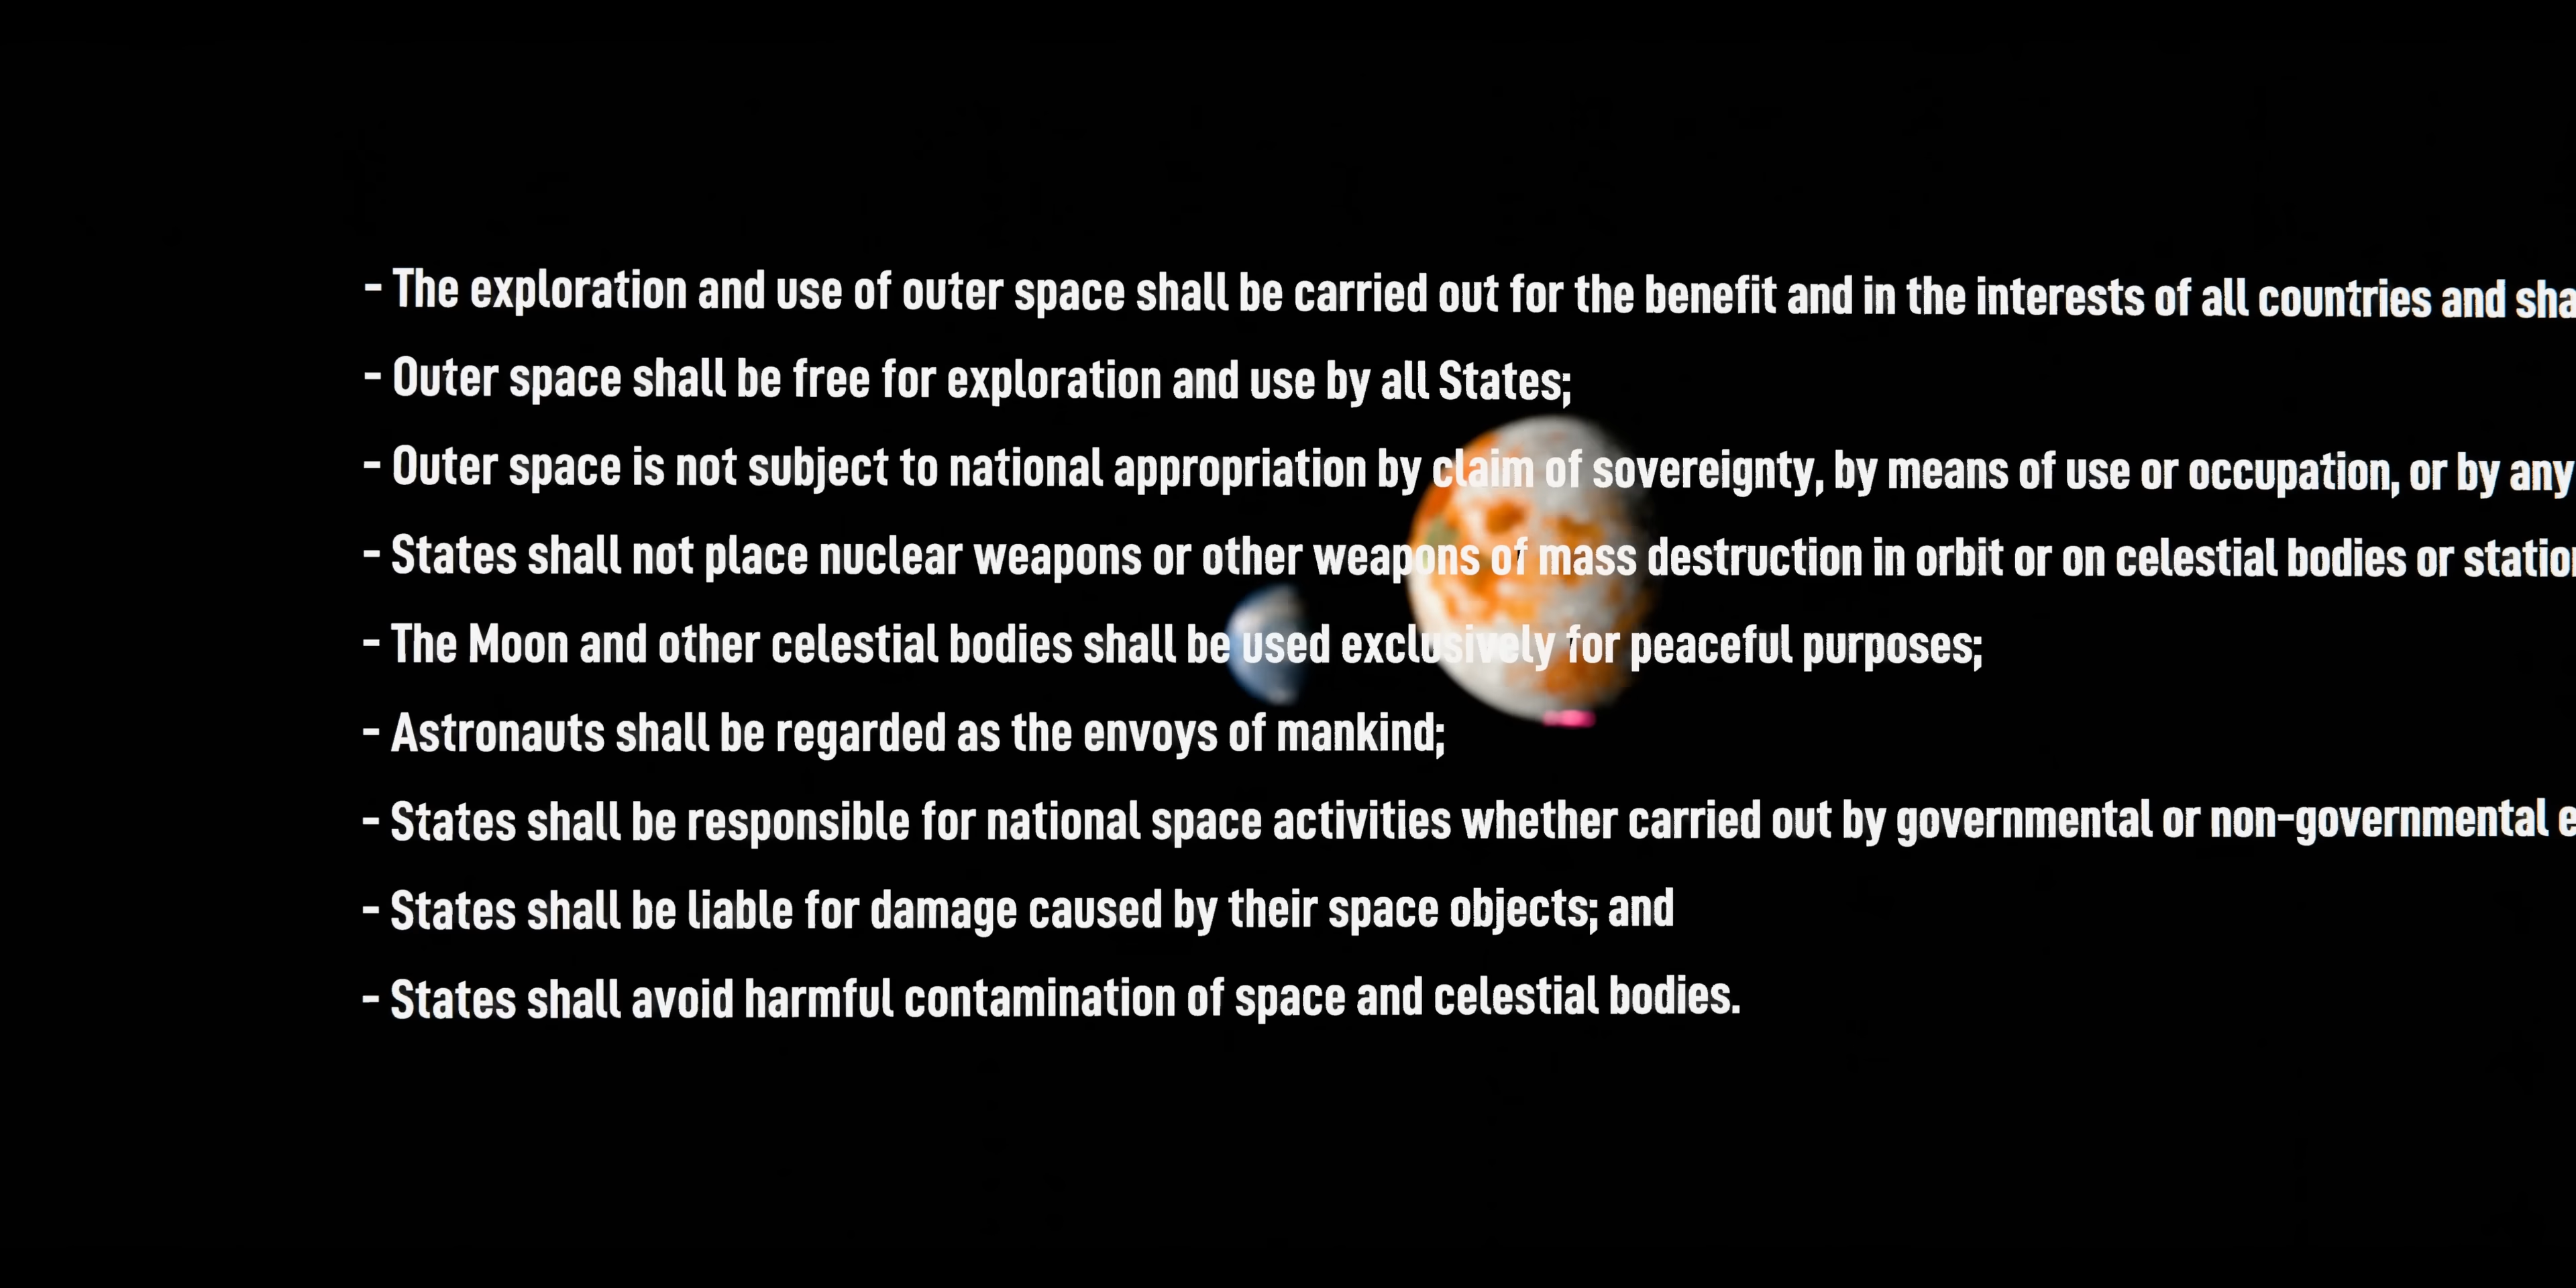 - The exploration and use of outer space shall be carried out for the benefit and in the interests of all countries and sha
- Outer space shall be free for exploration and use by all States;
- Outer space is not subject to national appropriation by claim of sovereignty, by means of use or occupation, or by any
- States shall not place nuclear weapons or other weapons of mass destruction in orbit or on celestial bodies or station
- The Moon and other celestial bodies shall be used exclusively for peaceful purposes;
- Astronauts shall be regarded as the envoys of mankind;
- States shall be responsible for national space activities whether carried out by governmental or non-governmental e
- States shall be liable for damage caused by their space objects; and
- States shall avoid harmful contamination of space and celestial bodies.